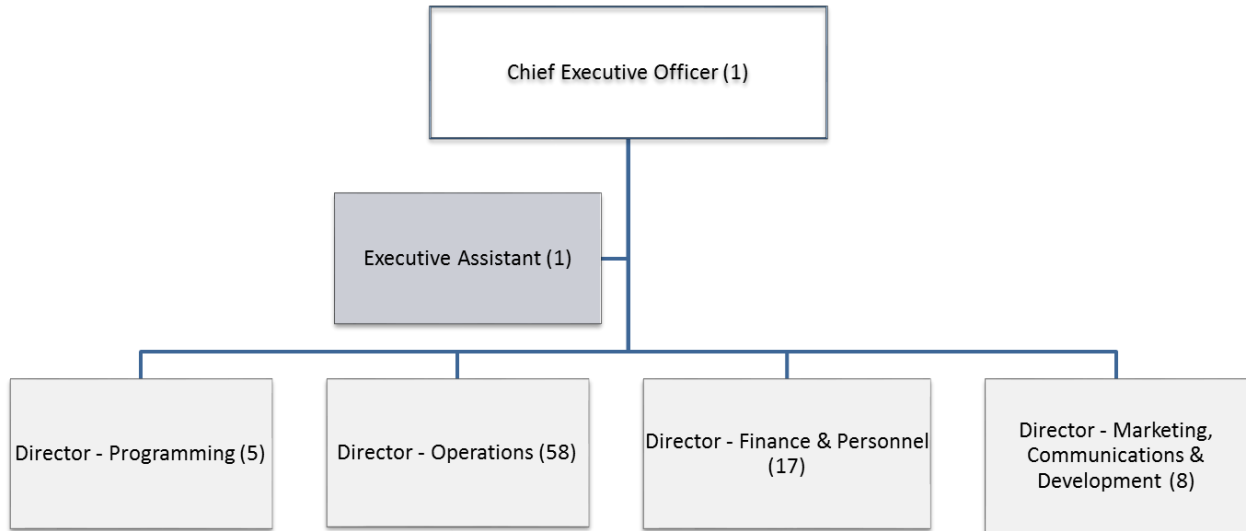 Chief Executive Officer (1)
Executive Assistant (1)
Director - Programming (5)
Director - Operations (58)
Director - Finance & Personnel
(17)
Director - Marketing,
Communications &
Development (8)